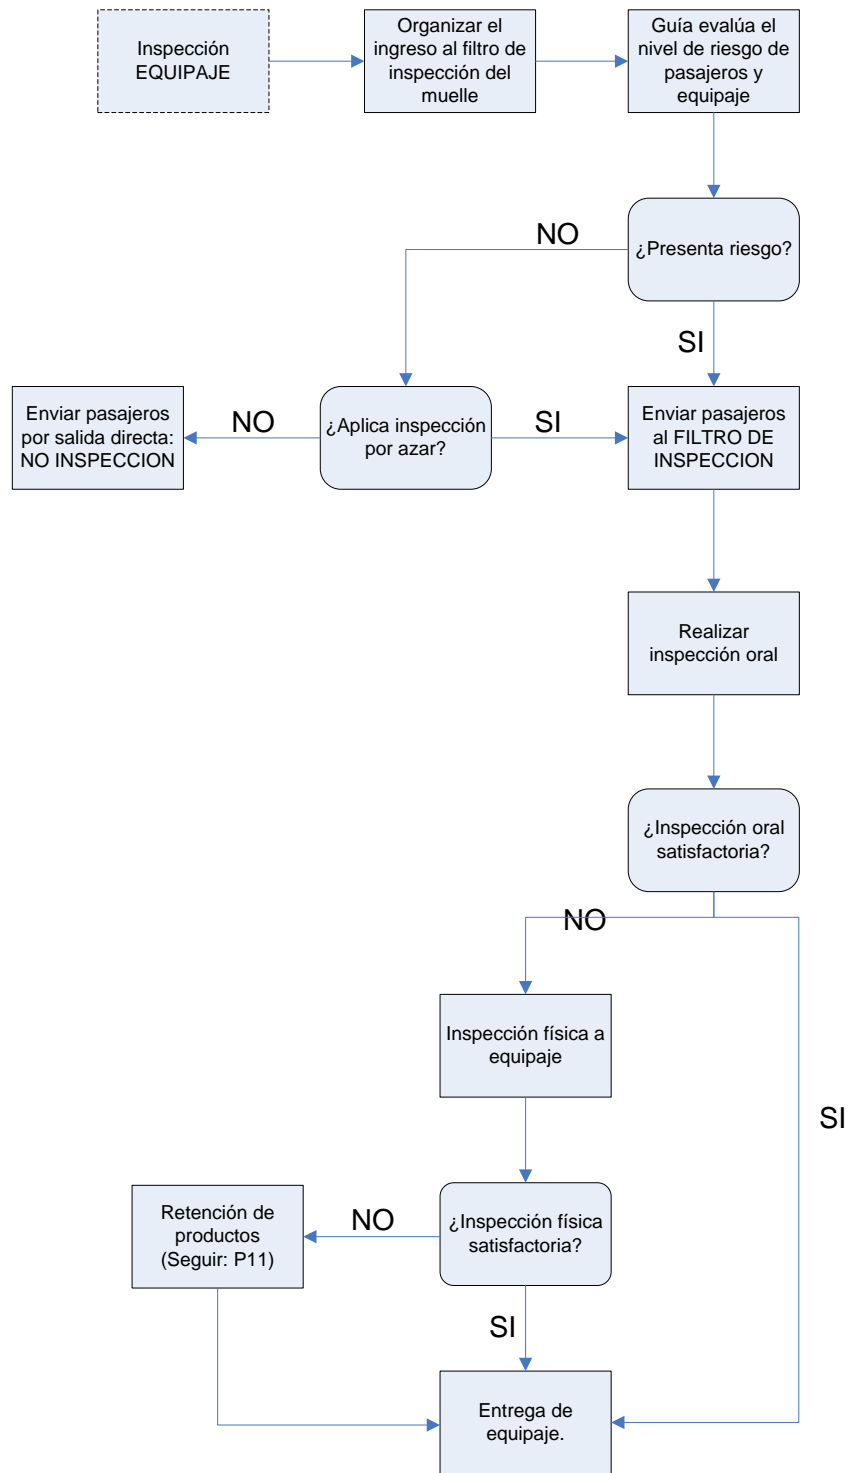 Inspección
EQUIPAJE
Organizar el
ingreso al filtro de
inspección del
muelle
Guía evalúa el
nivel de riesgo de
pasajeros y
equipaje
¿Presenta riesgo?
NO
SI
Enviar pasajeros
por salida directa:
NO INSPECCION
NO
¿Aplica inspección
por azar?
SI
Enviar pasajeros
al FILTRO DE
INSPECCION
Realizar
inspección oral
¿Inspección oral
satisfactoria?
NO
Inspección física a
equipaje
SI
Retención de
productos
(Seguir: P11)
NO
¿Inspección física
satisfactoria?
SI
Entrega de
equipaje.